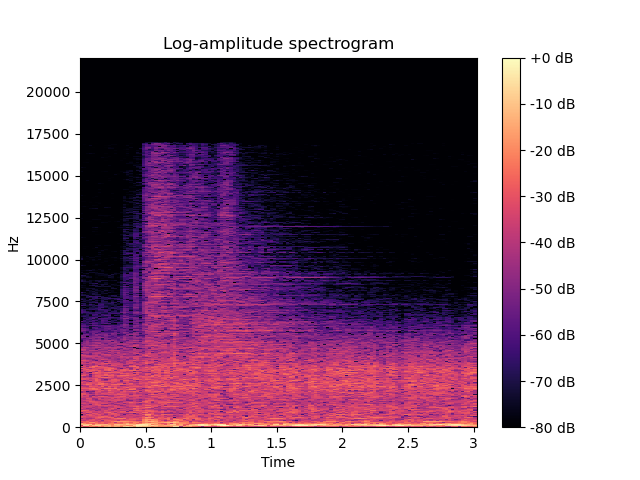 Log-amplitude spectrogram
Hz
20000
17500
15000
12500
10000
7500
5000
2500
0
0 0.5 1 1.5 2 2.5 3
Time
+0 dB
-10 dB
-20 dB
-30 dB
-40 dB
-50 dB
-60 dB
-70 dB
-80 dB